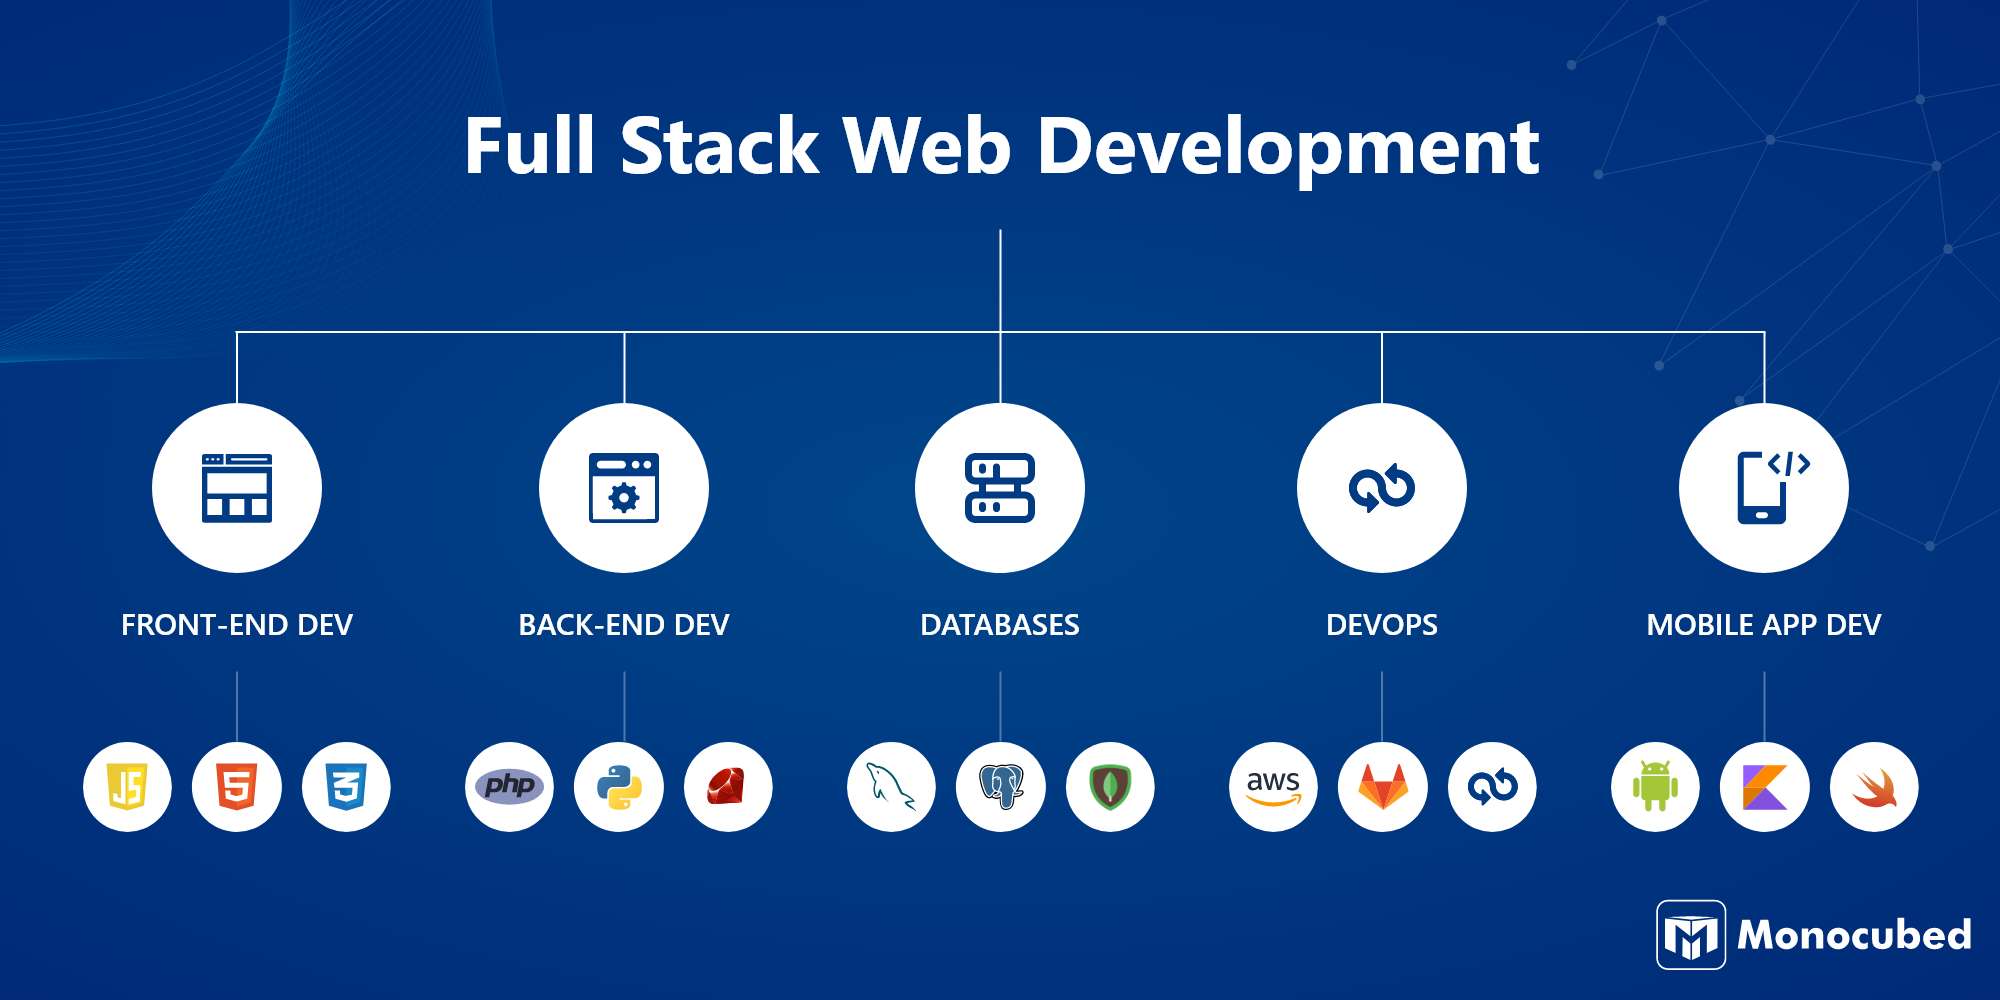 Full Stack Web Development
</>
FRONT-END DEV
BACK-END DEV
DATABASES
DEVOPS
MOBILE APP DEV
JS
5
3
php
aws
Monocubed